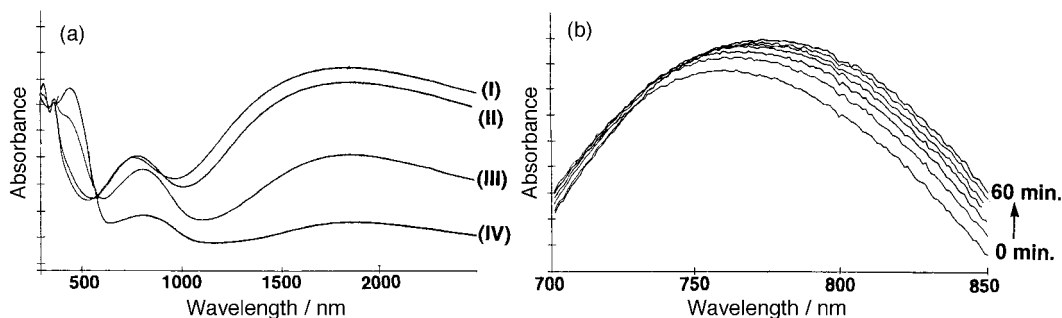 (a)
Absorbance
(I)
(II)
(III)
(IV)
500 1000 1500 2000
Wavelength / nm
(b)
Absorbance
60 min.
0 min.
700 750 800 850
Wavelength / nm